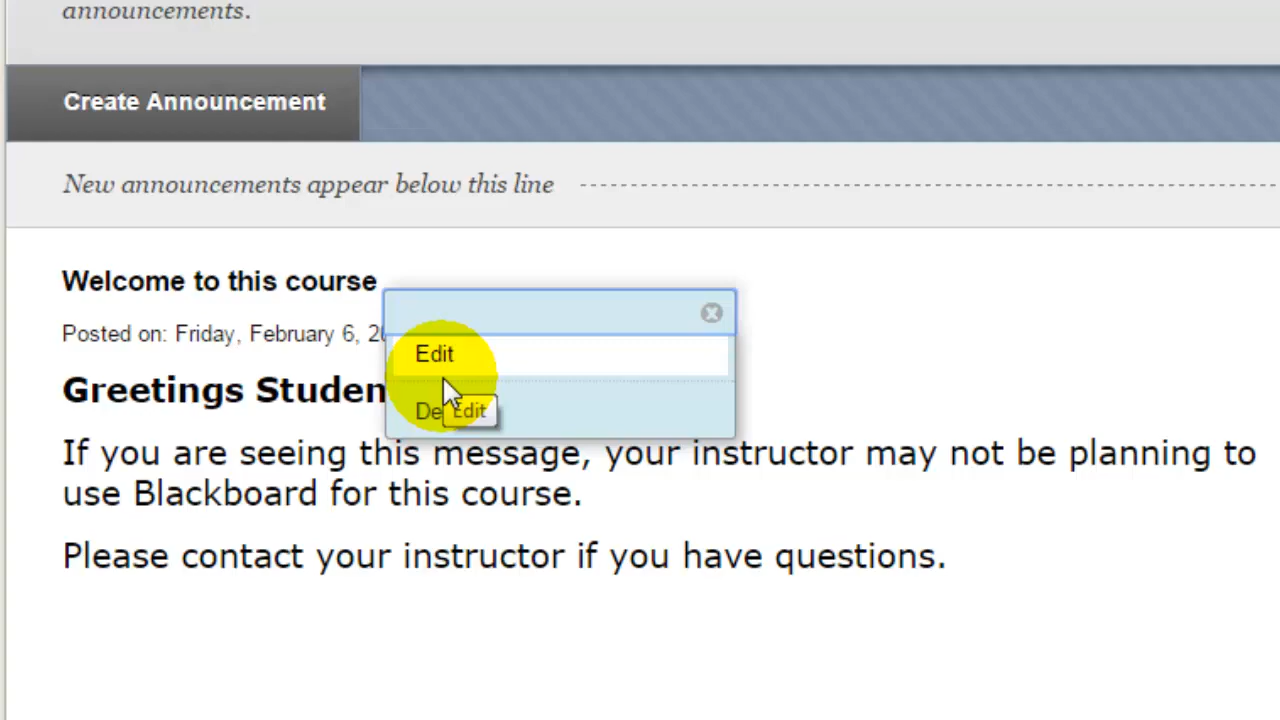 announcements.
Create Announcement
New announcements appear below this line
Welcome to this course
Posted on: Friday, February 6,
Edit
Edit
Greetings
If you are seeing this message, your instructor may not be planning to
use Blackboard for this course.
Please contact your instructor if you have questions.